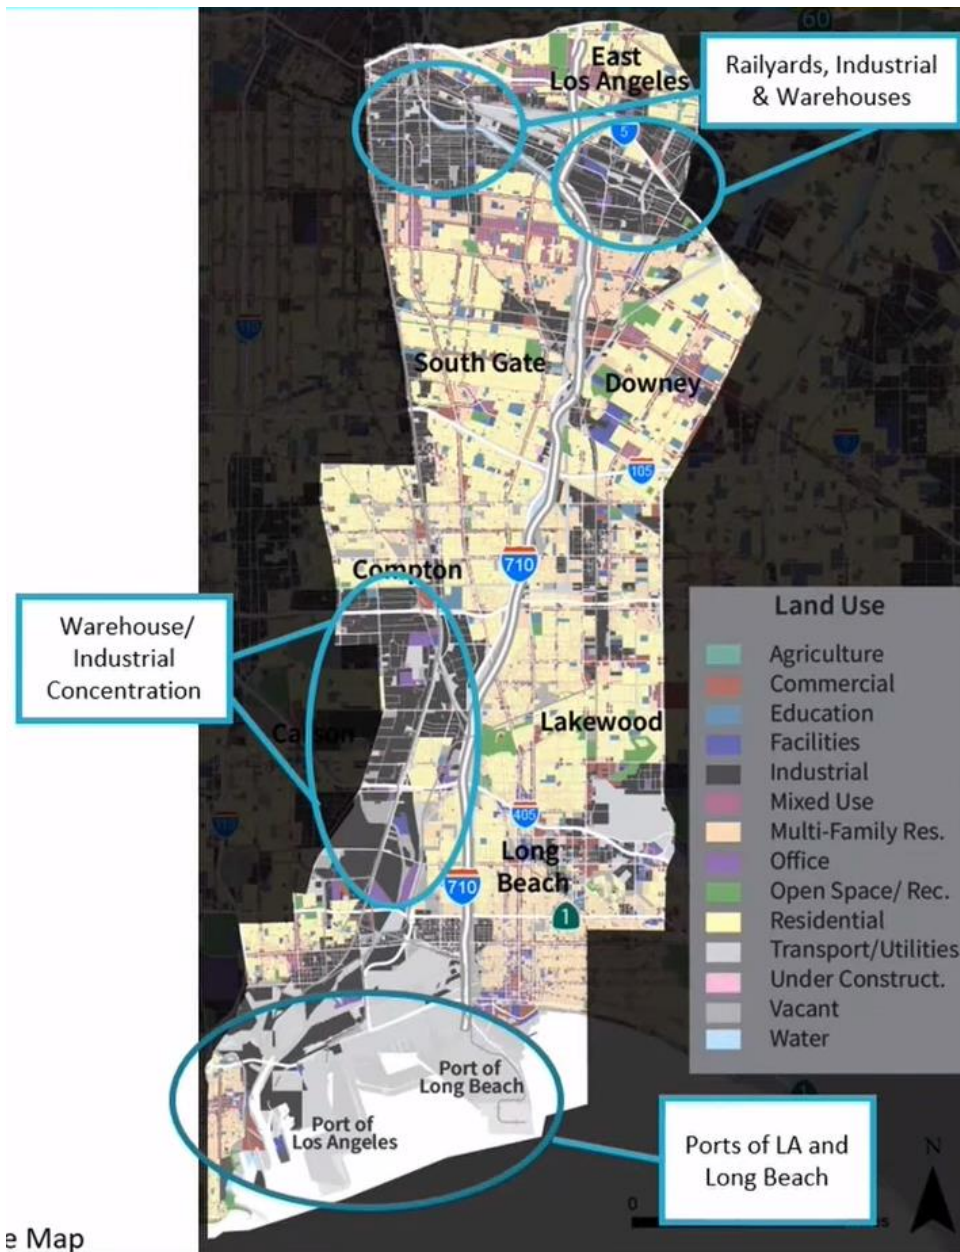 60
East
Los Angeles
Railyards, Industrial
& Warehouses
5
South Gate
Downey
105
710
Compton
Warehouse/
Industrial
Concentration
Carson
Lakewood
405
Long
Beach
710
1
Land Use
Agriculture
Commercial
Education
Facilities
Industrial
Mixed Use
Multi-Family Res.
Office
Open Space/ Rec.
Residential
Transport/Utilities
Under Construct.
Vacant
Water
Port of
Long Beach
Port of
Los Angeles
Ports of LA and
Long Beach
N
0
e Map